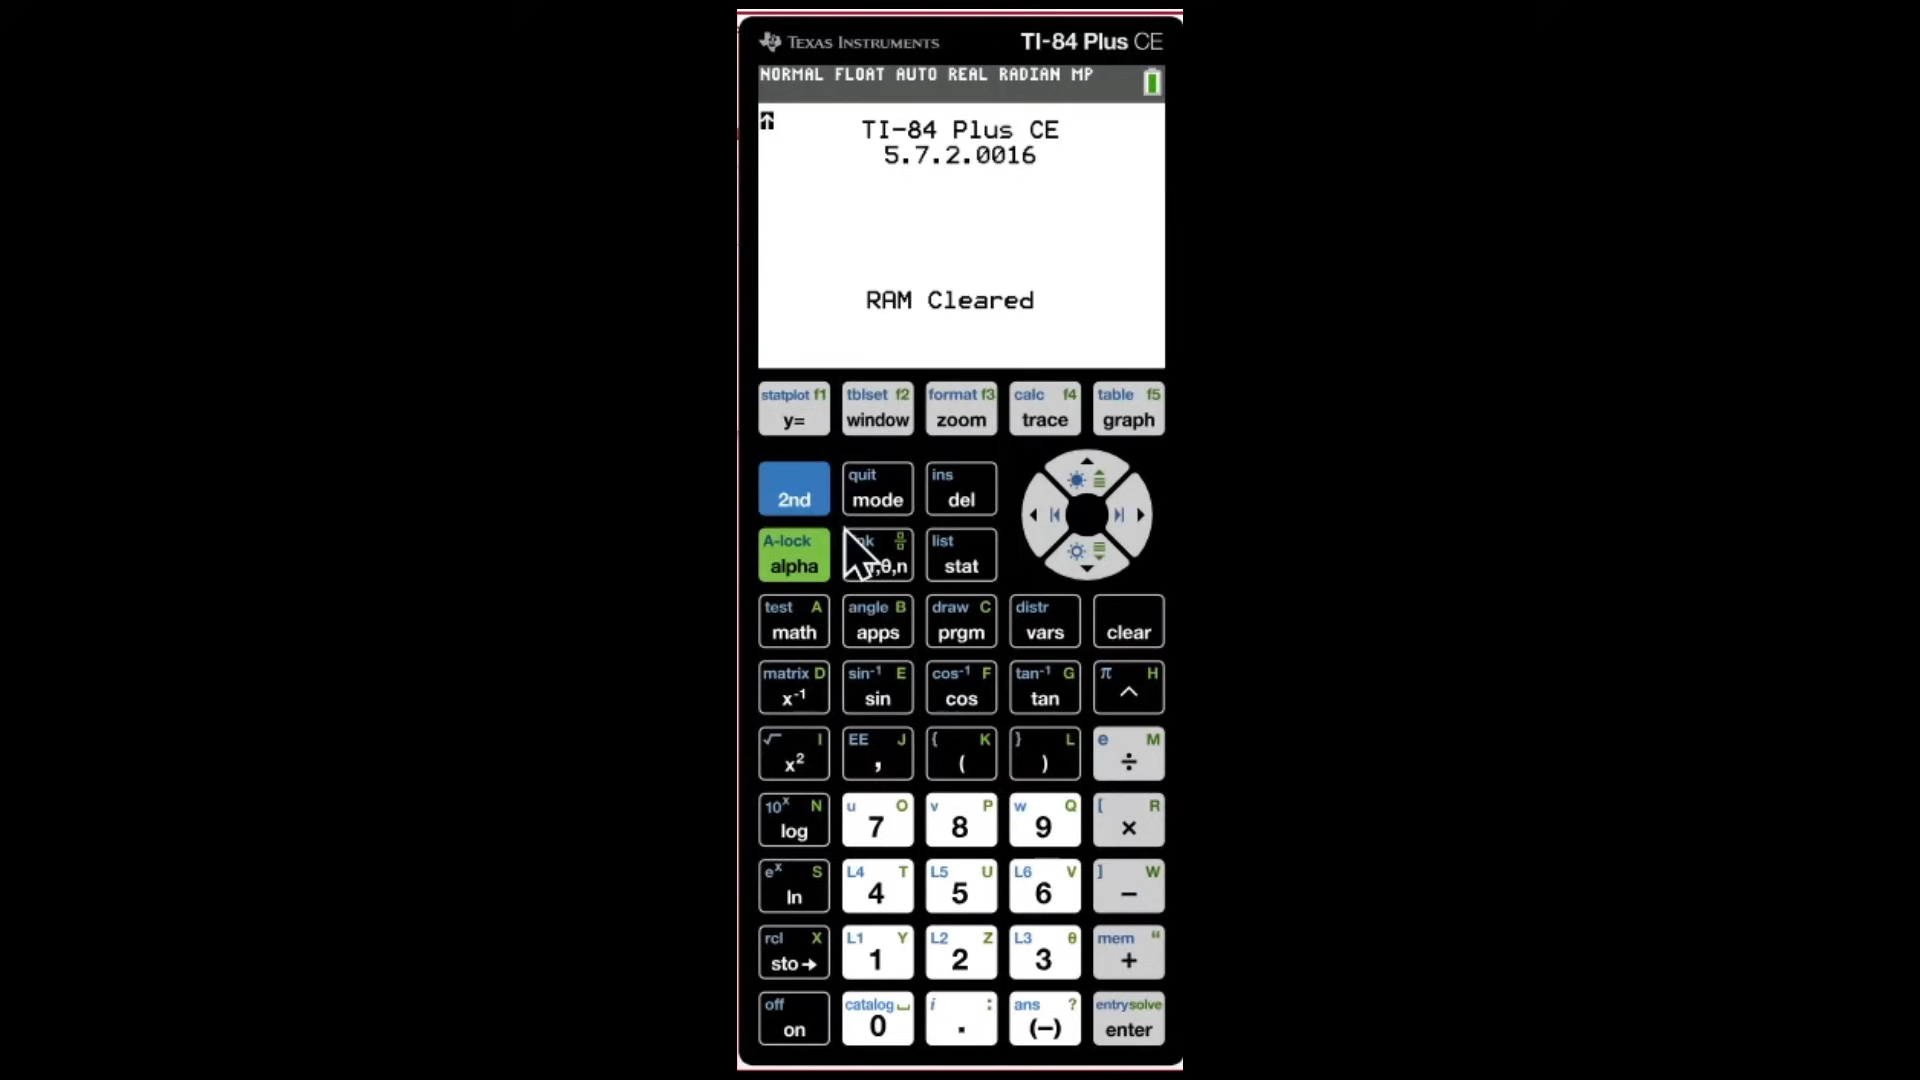 TEXAS INSTRUMENTS TI-84 Plus CE
NORMAL FLOAT AUTO REAL RADIAN MP
TI-84 Plus CE
5.7.2.0016
RAM Cleared
statplot f1 tblset f2 format f3 calc f4 table f5
y= window zoom trace graph
quit ins
2nd mode del
A-lock list
alpha stat
test A angle B draw C distr
math apps prgm vars clear
matrix D sin⁻¹ E cos⁻¹ F tan⁻¹ G π H
x⁻¹ sin cos tan ^
√ I EE J { K } L e M
x² , ( ) ÷
10ˣ N u O v P w Q [ R
log 7 8 9 ×
eˣ S L4 T L5 U L6 V ] W
ln 4 5 6 −
rcl X L1 Y L2 Z L3 θ mem "
sto→ 1 2 3 +
off catalog ⎵ i : ans ? entry solve
on 0 . (−) enter